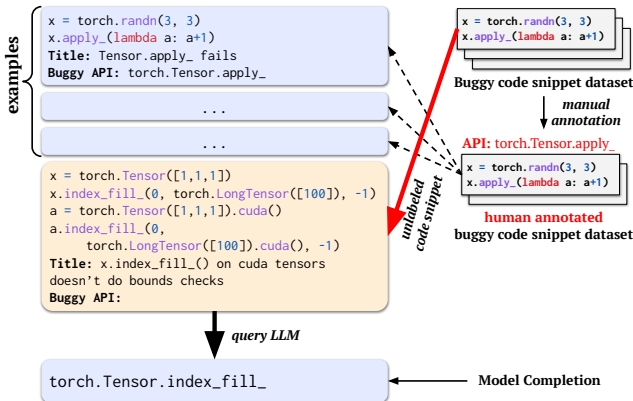 examples
x = torch.randn(3, 3)
x.apply_(lambda a: a+1)
Title: Tensor.apply_ fails
Buggy API: torch.Tensor.apply_
...
...
x = torch.Tensor([1,1,1])
x.index_fill_(0, torch.LongTensor([100]), -1)
a = torch.Tensor([1,1,1]).cuda()
a.index_fill_(0,
torch.LongTensor([100]).cuda(), -1)
Title: x.index_fill_() on cuda tensors
doesn't do bounds checks
Buggy API:
query LLM
torch.Tensor.index_fill_
Model Completion
unlabeled
code snippet
x = torch.randn(3, 3)
x.apply_(lambda a: a+1)
Buggy code snippet dataset
manual
annotation
API: torch.Tensor.apply_
x = torch.randn(3, 3)
x.apply_(lambda a: a+1)
human annotated
buggy code snippet dataset